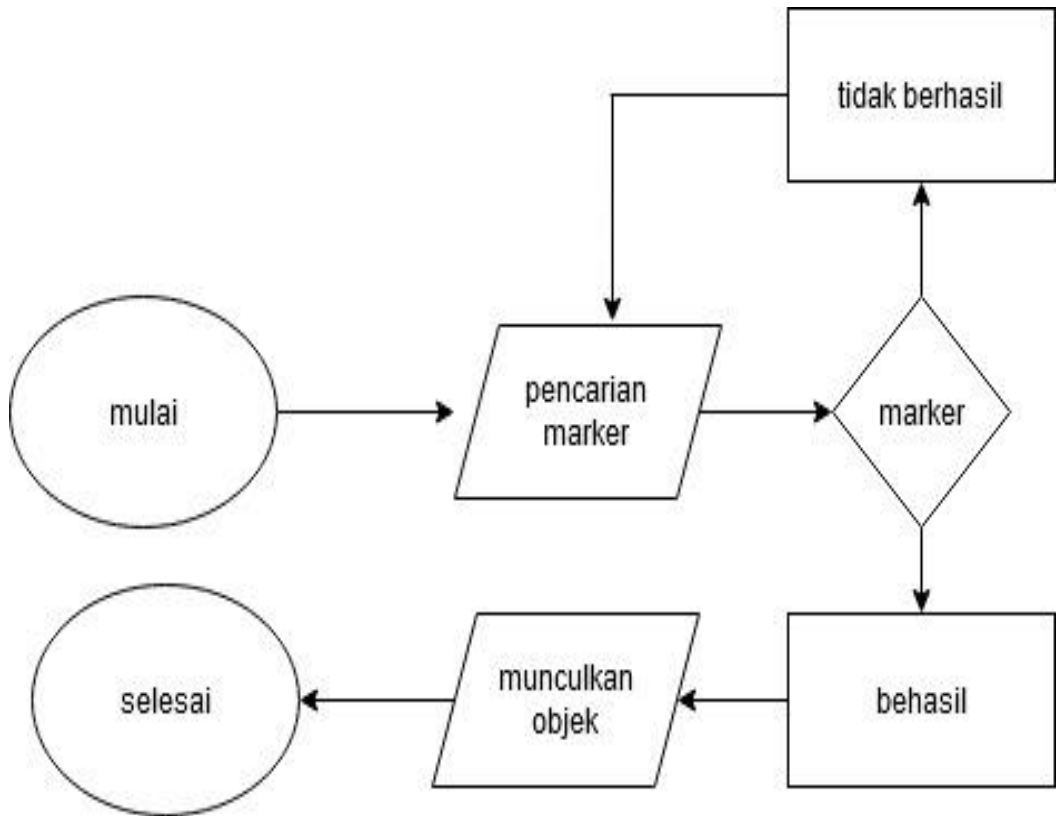 tidak berhasil
mulai
pencarian
marker
marker
selesai
munculkan
objek
behasil